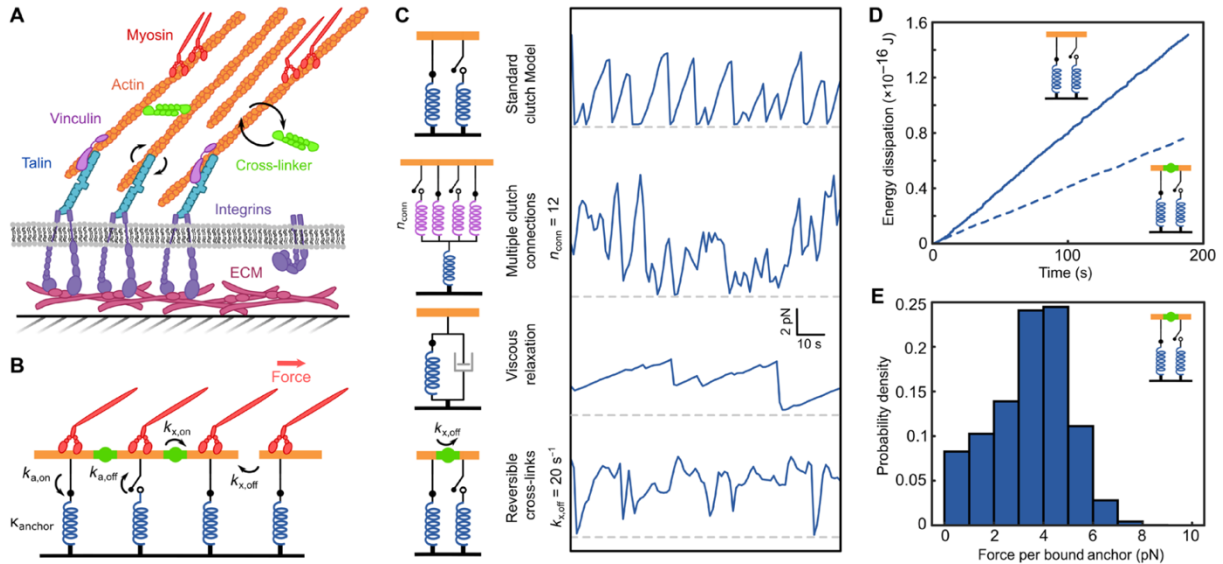 A
Myosin
Actin
Vinculin
Talin
Cross-linker
Integrins
ECM
B
Force
k_x,on
k_a,on
k_a,off
k_x,off
κ_anchor
C
Standard
clutch Model
n_conn
Multiple clutch
connections
n_conn = 12
Viscous
relaxation
2 pN
10 s
k_x,off
Reversible
cross-links
k_x,off = 20 s⁻¹
D
Energy dissipation (×10⁻¹⁶ J)
1.6
1.2
0.8
0.4
0
0
100
200
Time (s)
E
Probability density
0.25
0.20
0.15
0.10
0.05
0
0
2
4
6
8
10
Force per bound anchor (pN)